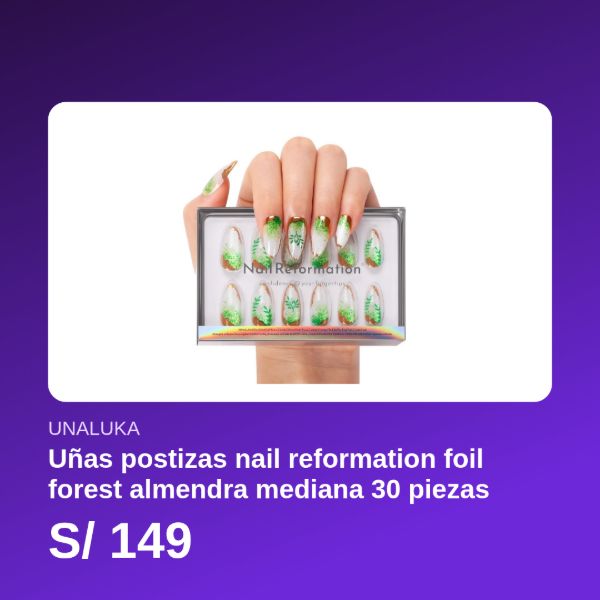 NailReformation
UNALUKA
Uñas postizas nail reformation foil
forest almendra mediana 30 piezas
S/ 149